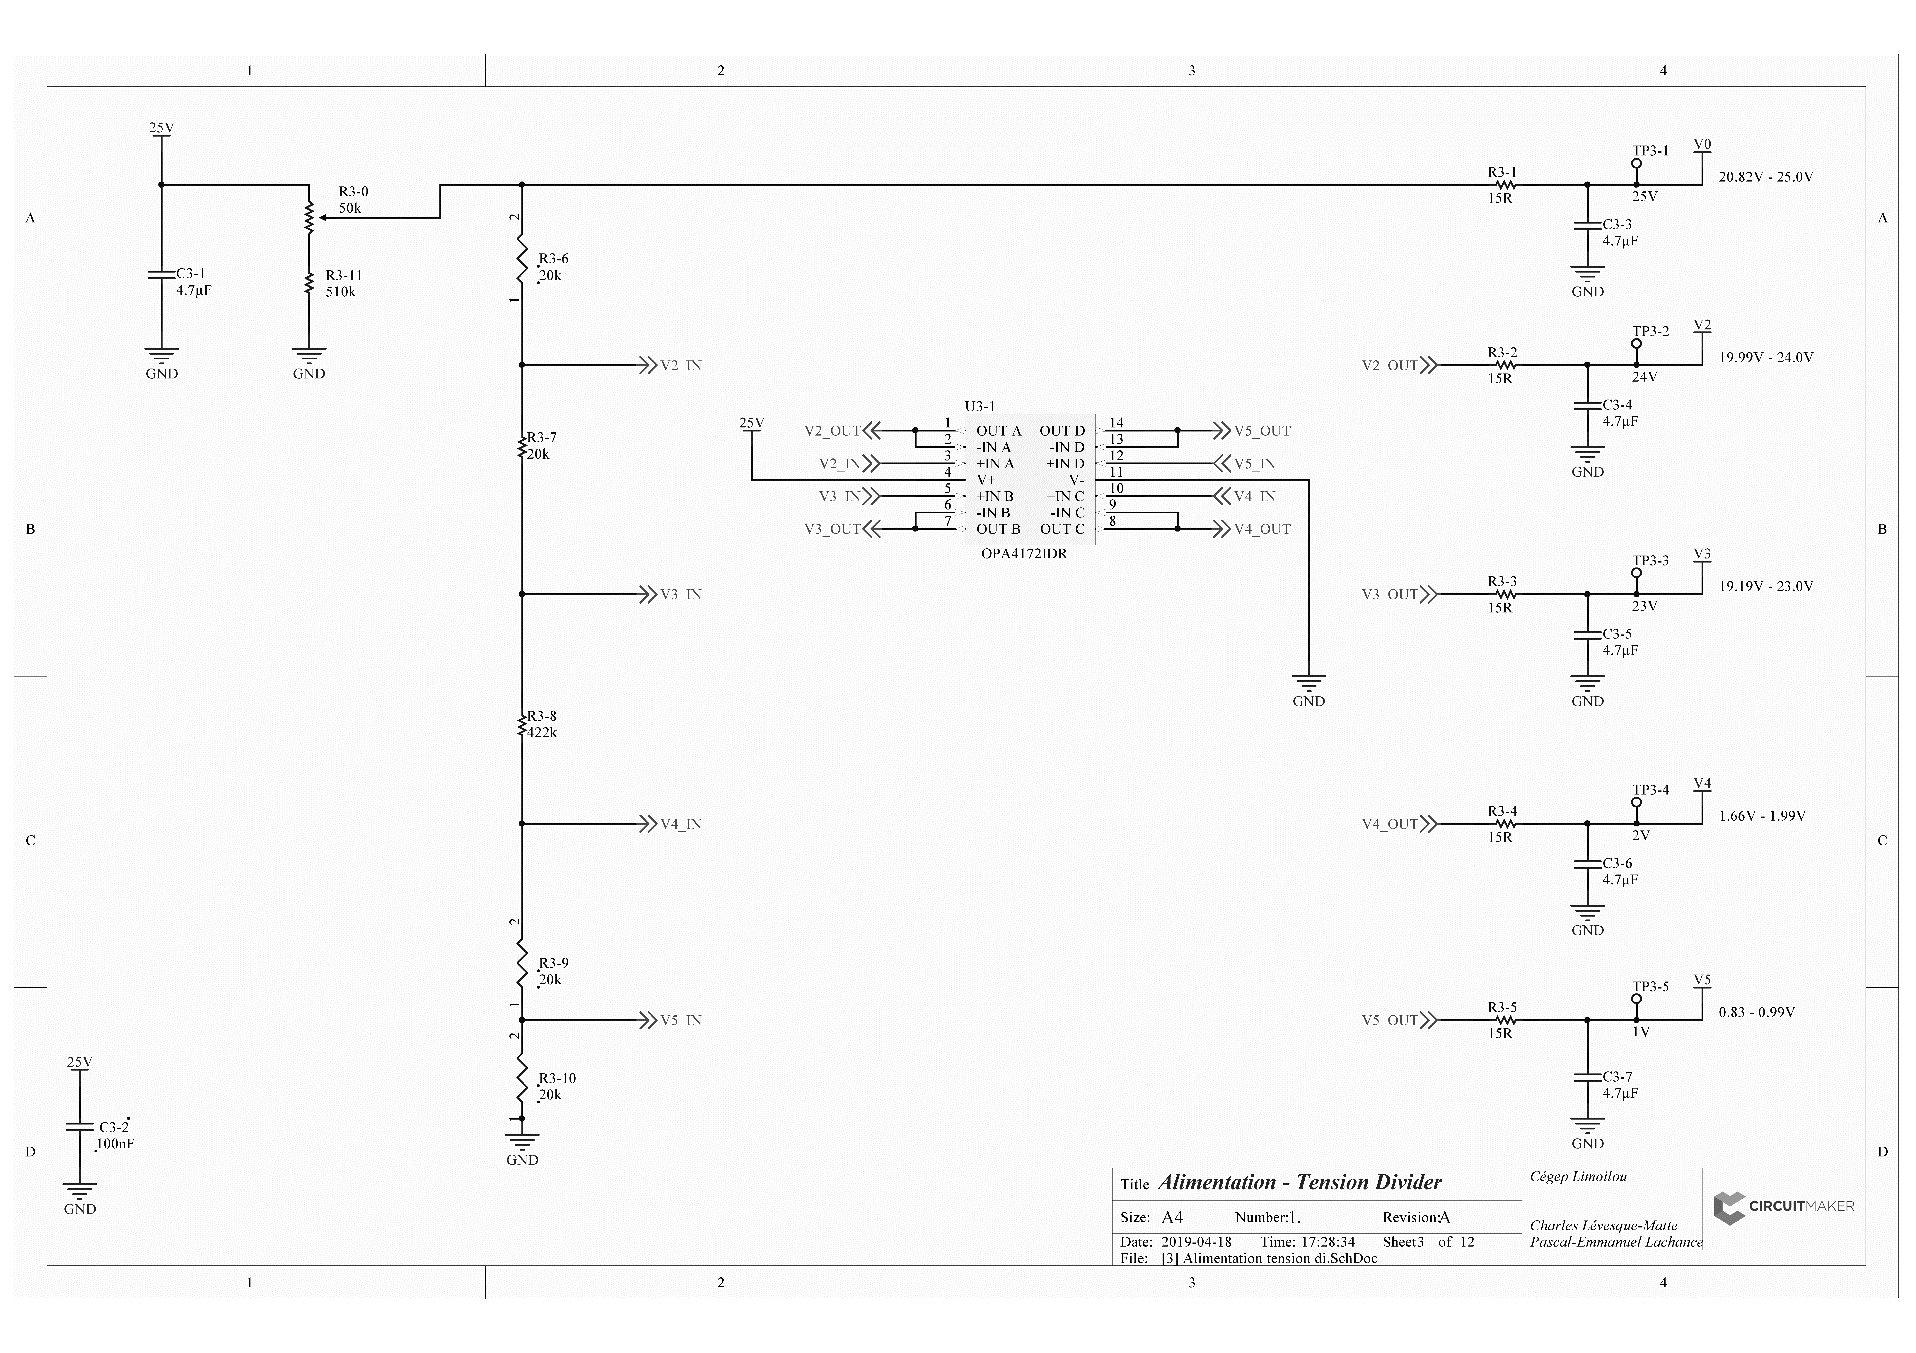 1 2 3 4
25V
R3-0
50k
C3-1
4.7µF
R3-11
510k
GND
GND
2
R3-6
20k
1
V2_IN
R3-7
20k
V3_IN
R3-8
422k
V4_IN
2
R3-9
20k
1
V5_IN
2
R3-10
20k
1
GND
25V
C3-2
100nF
GND
U3-1
25V
V2_OUT 1 OUT A OUT D 14 V5_OUT
2 -IN A -IN D 13
V2_IN 3 +IN A +IN D 12 V5_IN
4 V+ V- 11
V3_IN 5 +IN B +IN C 10 V4_IN
6 -IN B -IN C 9
V3_OUT 7 OUT B OUT C 8 V4_OUT
OPA4172IDR
GND
R3-1
15R
TP3-1
25V
V0
20.82V - 25.0V
C3-3
4.7µF
GND
V2_OUT
R3-2
15R
TP3-2
24V
V2
19.99V - 24.0V
C3-4
4.7µF
GND
V3_OUT
R3-3
15R
TP3-3
23V
V3
19.19V - 23.0V
C3-5
4.7µF
GND
V4_OUT
R3-4
15R
TP3-4
2V
V4
1.66V - 1.99V
C3-6
4.7µF
GND
V5_OUT
R3-5
15R
TP3-5
1V
V5
0.83 - 0.99V
C3-7
4.7µF
GND
A A
B B
C C
D D
Title Alimentation - Tension Divider
Size: A4 Number:1. Revision:A
Date: 2019-04-18 Time: 17:28:34 Sheet3 of 12
File: [3] Alimentation tension di.SchDoc
Cégep Limoilou
Charles Lévesque-Matte
Pascal-Emmanuel Lachance
CIRCUITMAKER
1 2 3 4